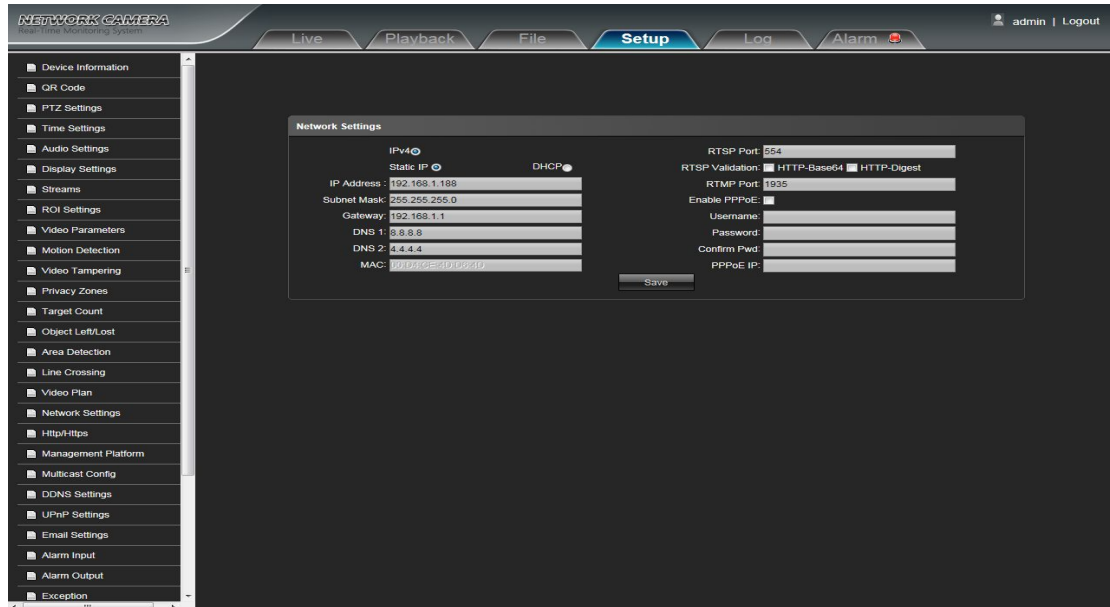 NETWORK CAMERA
Real-Time Monitoring System
admin | Logout
Live Playback File Setup Log Alarm
Device Information
QR Code
PTZ Settings
Time Settings
Audio Settings
Display Settings
Streams
ROI Settings
Video Parameters
Motion Detection
Video Tampering
Privacy Zones
Target Count
Object Left/Lost
Area Detection
Line Crossing
Video Plan
Network Settings
Http/Https
Management Platform
Multicast Config
DDNS Settings
UPnP Settings
Email Settings
Alarm Input
Alarm Output
Exception
Network Settings
IPv4
Static IP DHCP
IP Address : 192.168.1.188
Subnet Mask: 255.255.255.0
Gateway: 192.168.1.1
DNS 1: 8.8.8.8
DNS 2: 4.4.4.4
MAC:
RTSP Port: 554
RTSP Validation: HTTP-Base64 HTTP-Digest
RTMP Port: 1935
Enable PPPoE:
Username:
Password:
Confirm Pwd:
PPPoE IP:
Save